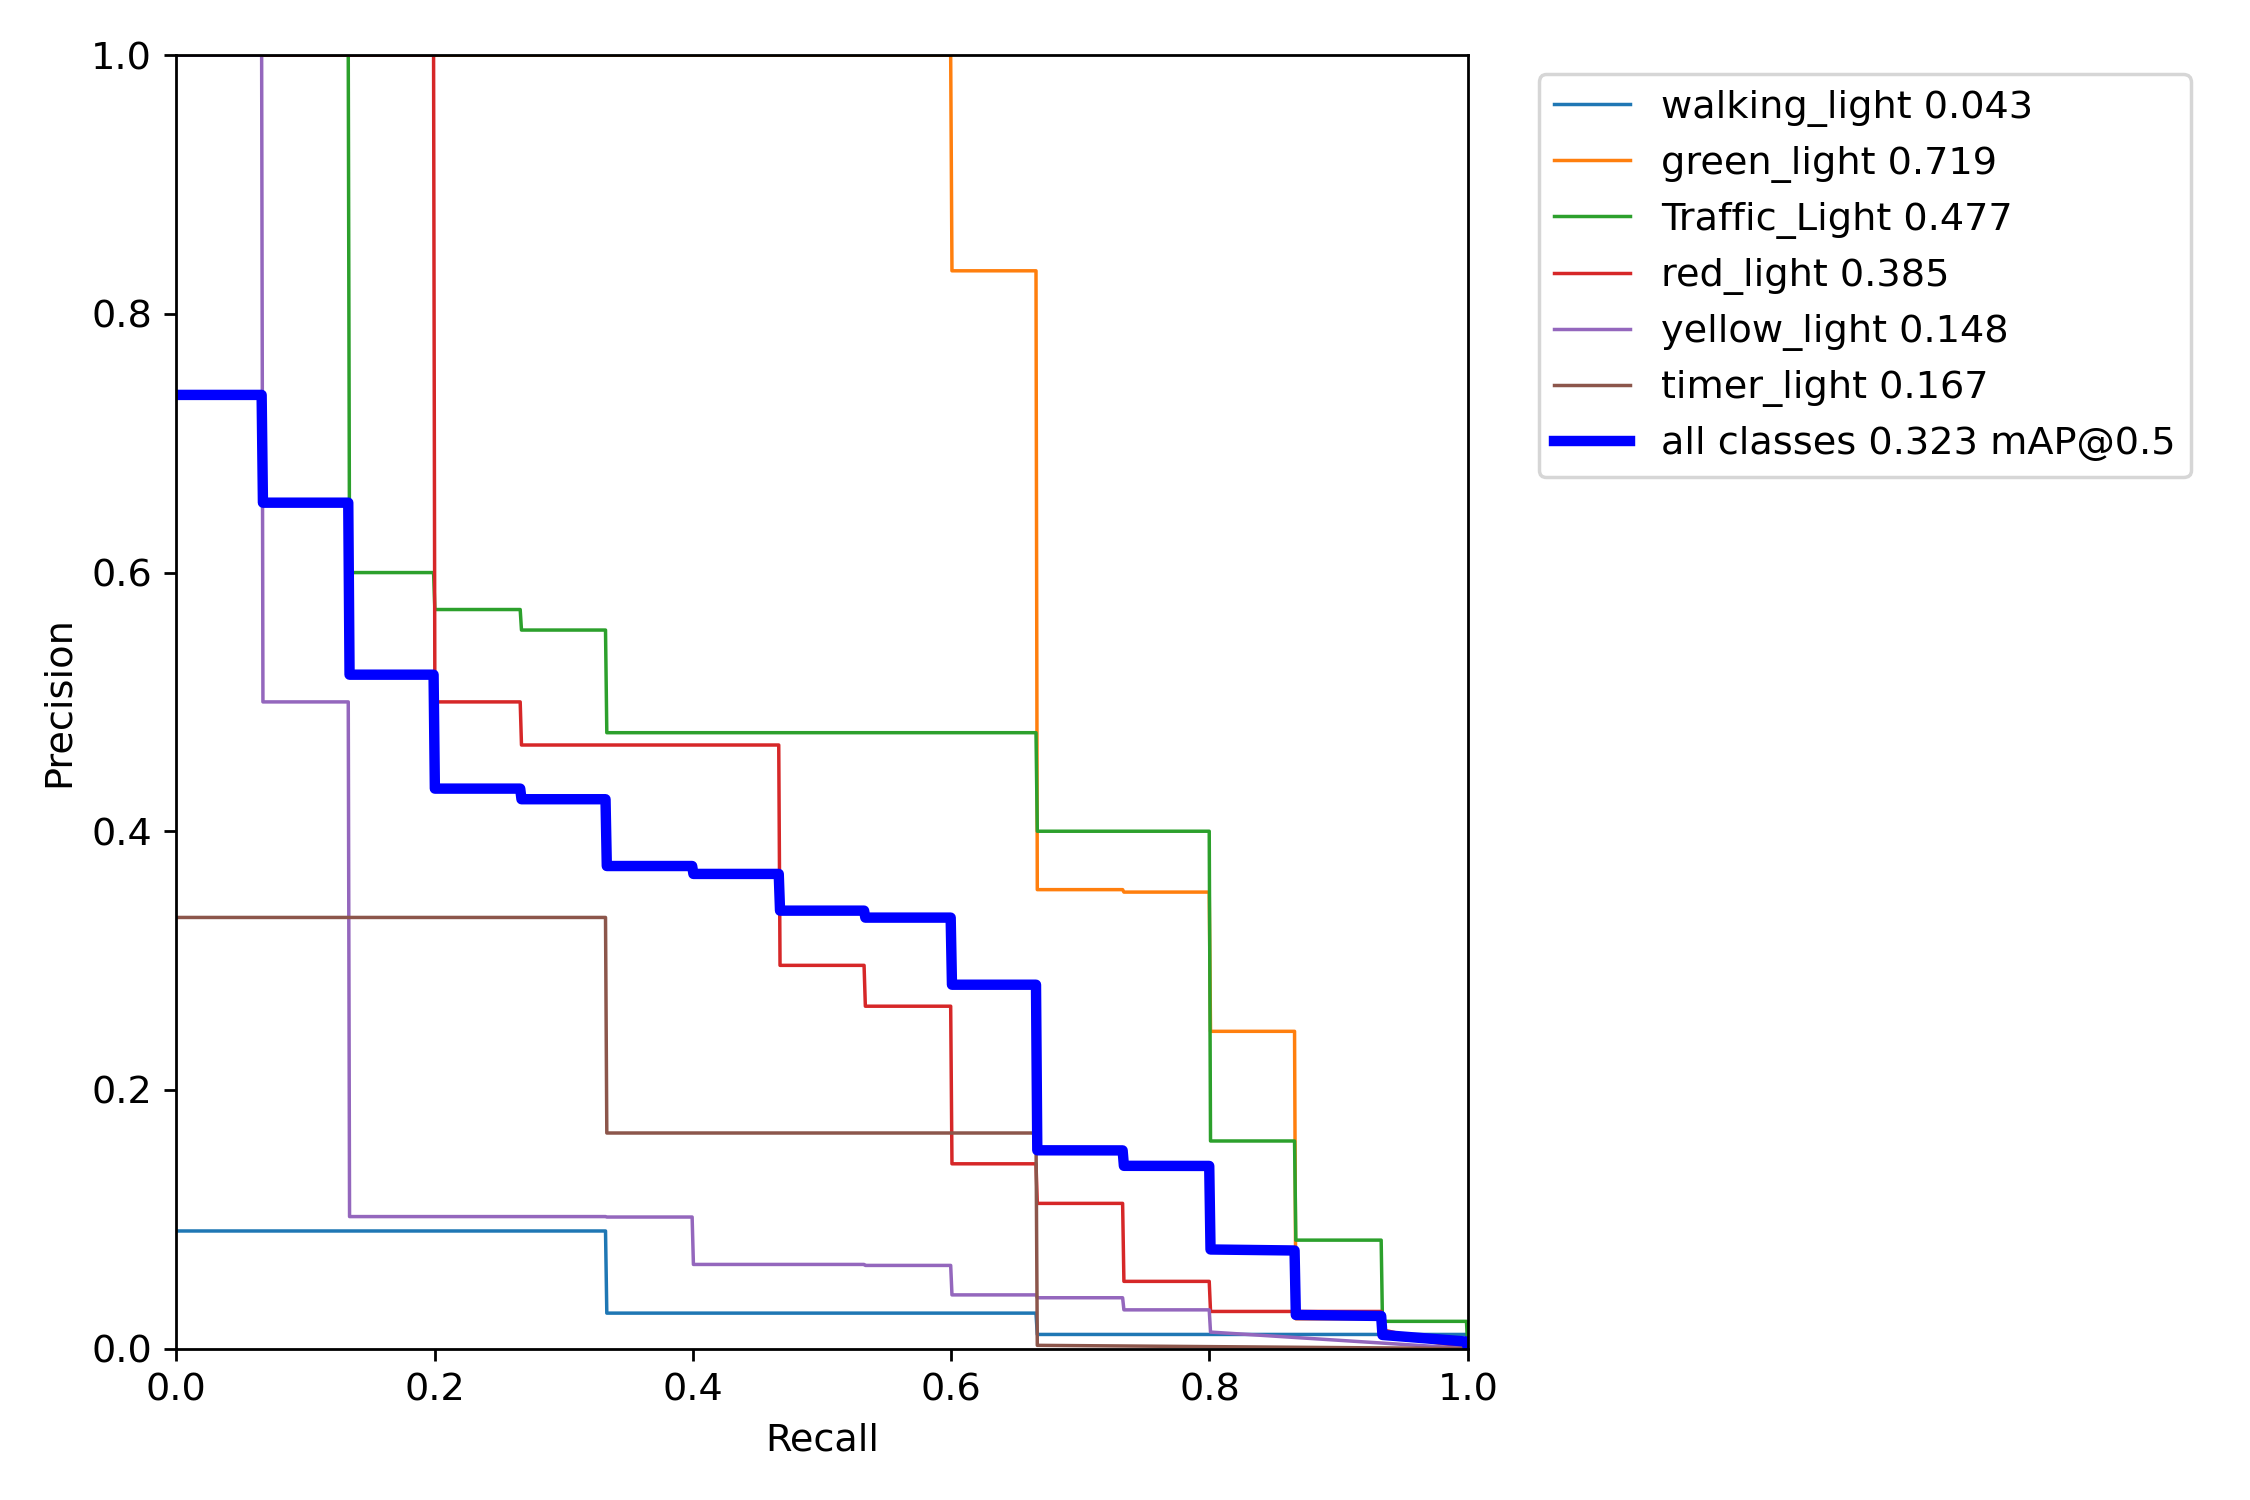 1.0
0.8
0.6
0.4
0.2
0.0
Precision
0.0 0.2 0.4 0.6 0.8 1.0
Recall
walking_light 0.043
green_light 0.719
Traffic_Light 0.477
red_light 0.385
yellow_light 0.148
timer_light 0.167
all classes 0.323 mAP@0.5